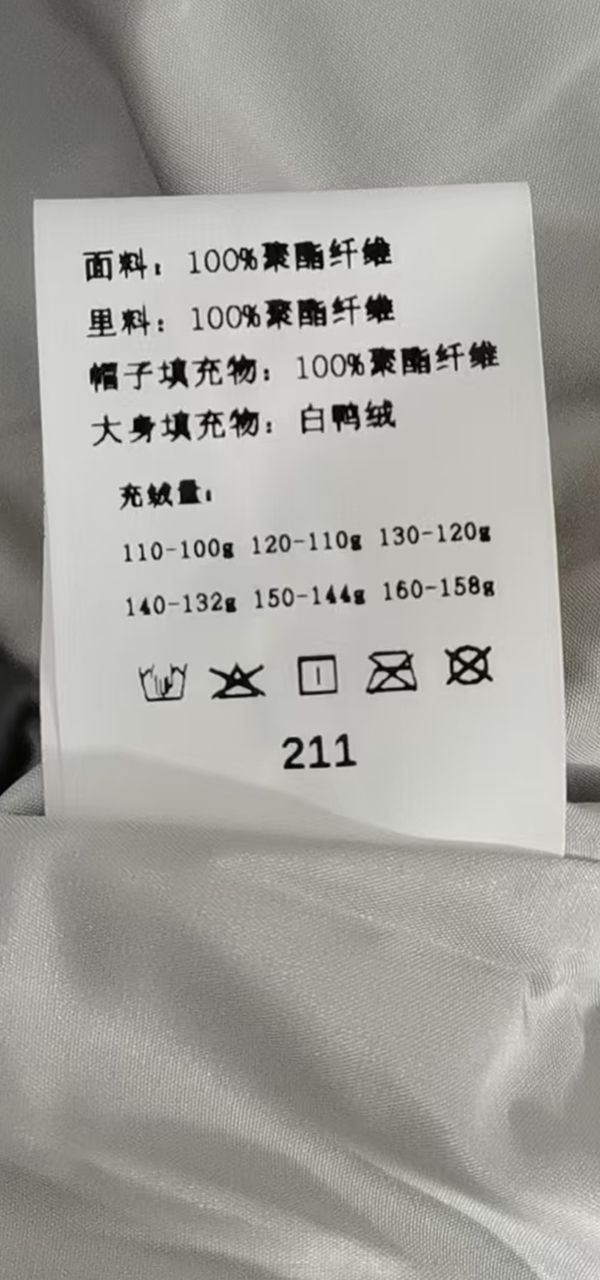 面料：100%聚酯纤维
里料：100%聚酯纤维
帽子填充物：100%聚酯纤维
大身填充物：白鸭绒
充绒量：
110-100g 120-110g 130-120g
140-132g 150-144g 160-158g
211